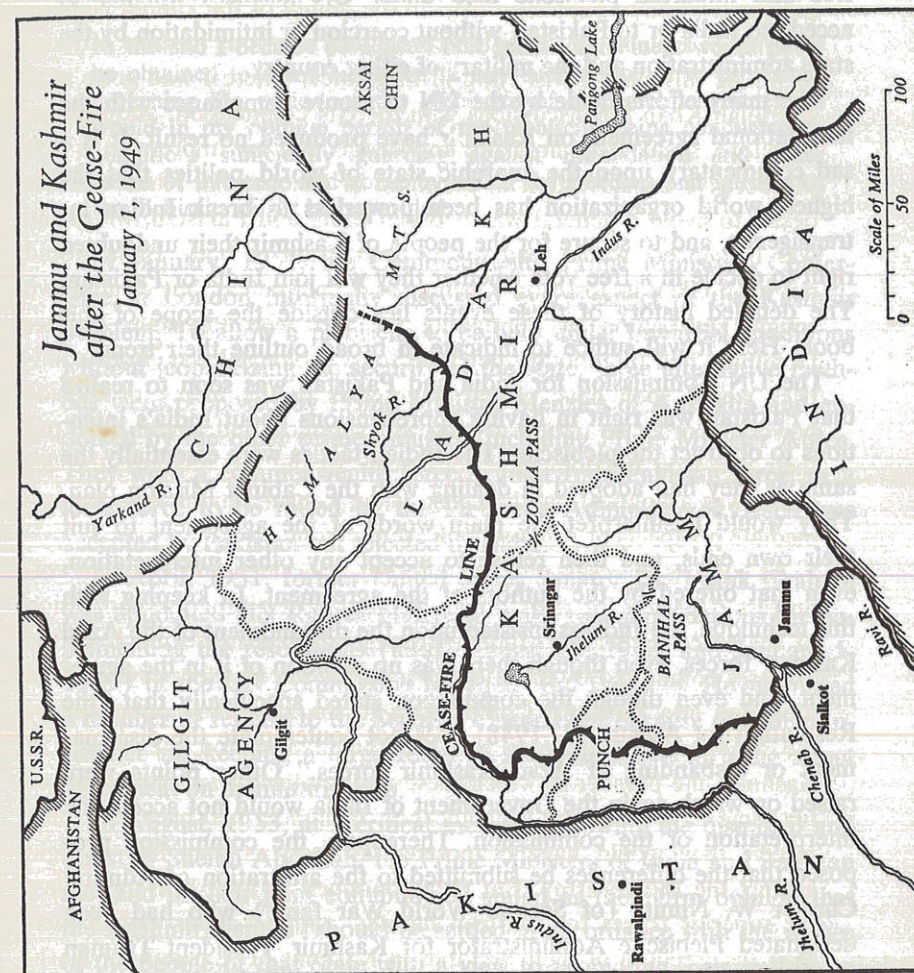 Jammu and Kashmir
after the Cease-Fire
January 1, 1949
U.S.S.R.
AFGHANISTAN
CHINA
Yarkand R.
AKSAI
CHIN
HIMALYA MTS.
GILGIT
AGENCY
Gilgit
Shyok R.
LADAKH
Pangong Lake
Leh
Indus R.
CEASE-FIRE LINE
KASHMIR
ZOJILA PASS
Srinagar
Jhelum R.
BANIHAL
PASS
PUNCH
JAMMU
Jammu
Sialkot
Chenab R.
Ravi R.
INDIA
PAKISTAN
Indus R.
Rawalpindi
Jhelum R.
0 50 100
Scale of Miles